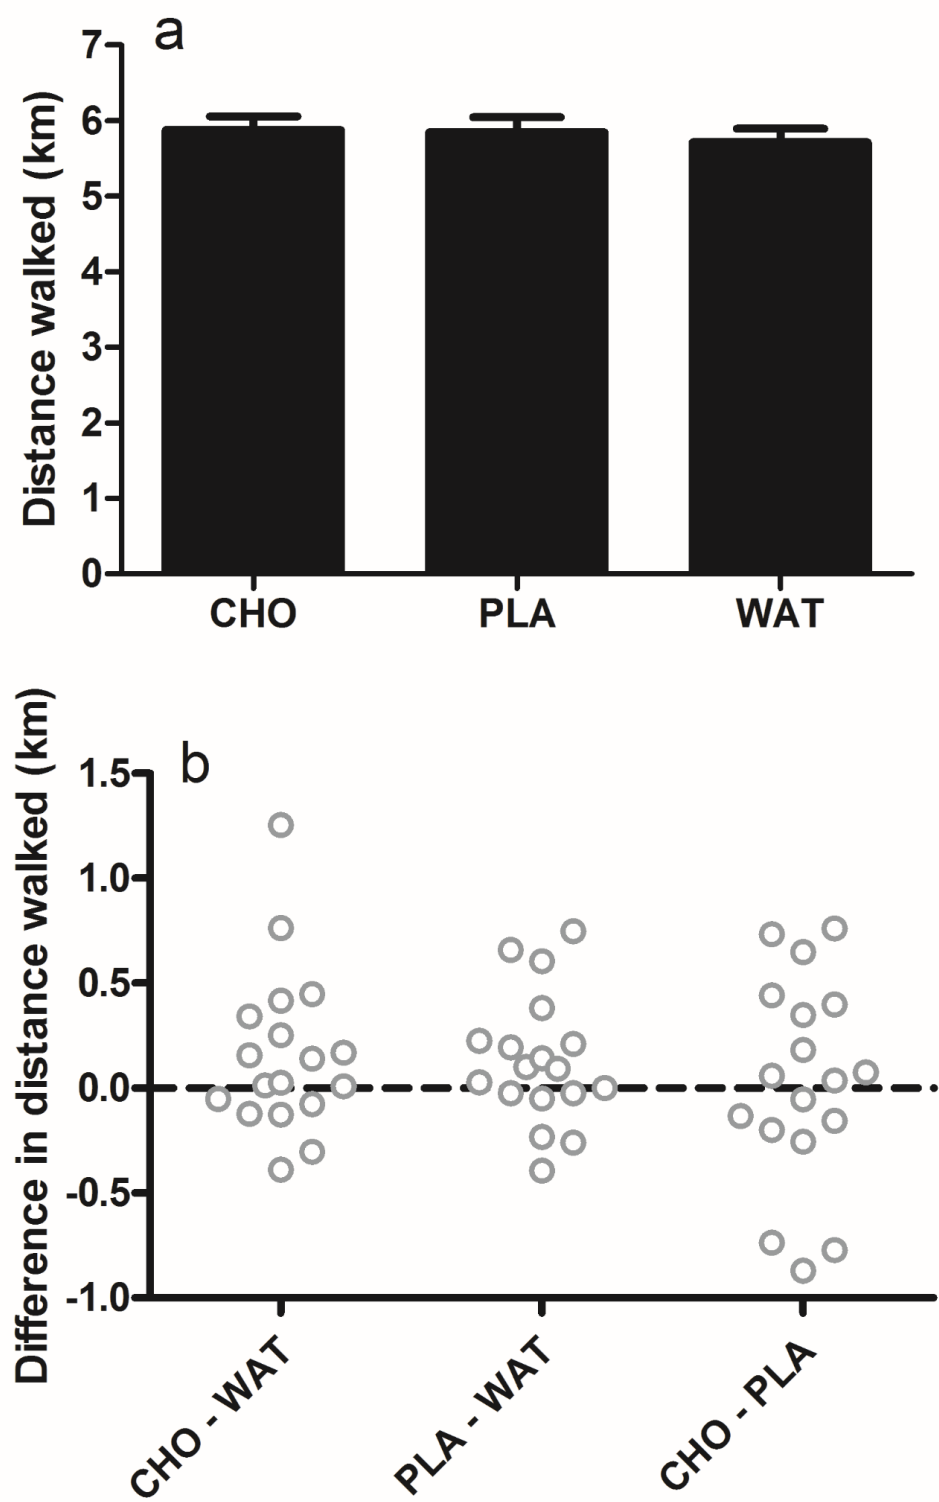 a
Distance walked (km)
7
6
5
4
3
2
1
0
CHO PLA WAT
b
Difference in distance walked (km)
1.5
1.0
0.5
0.0
-0.5
-1.0
CHO - WAT
PLA - WAT
CHO - PLA